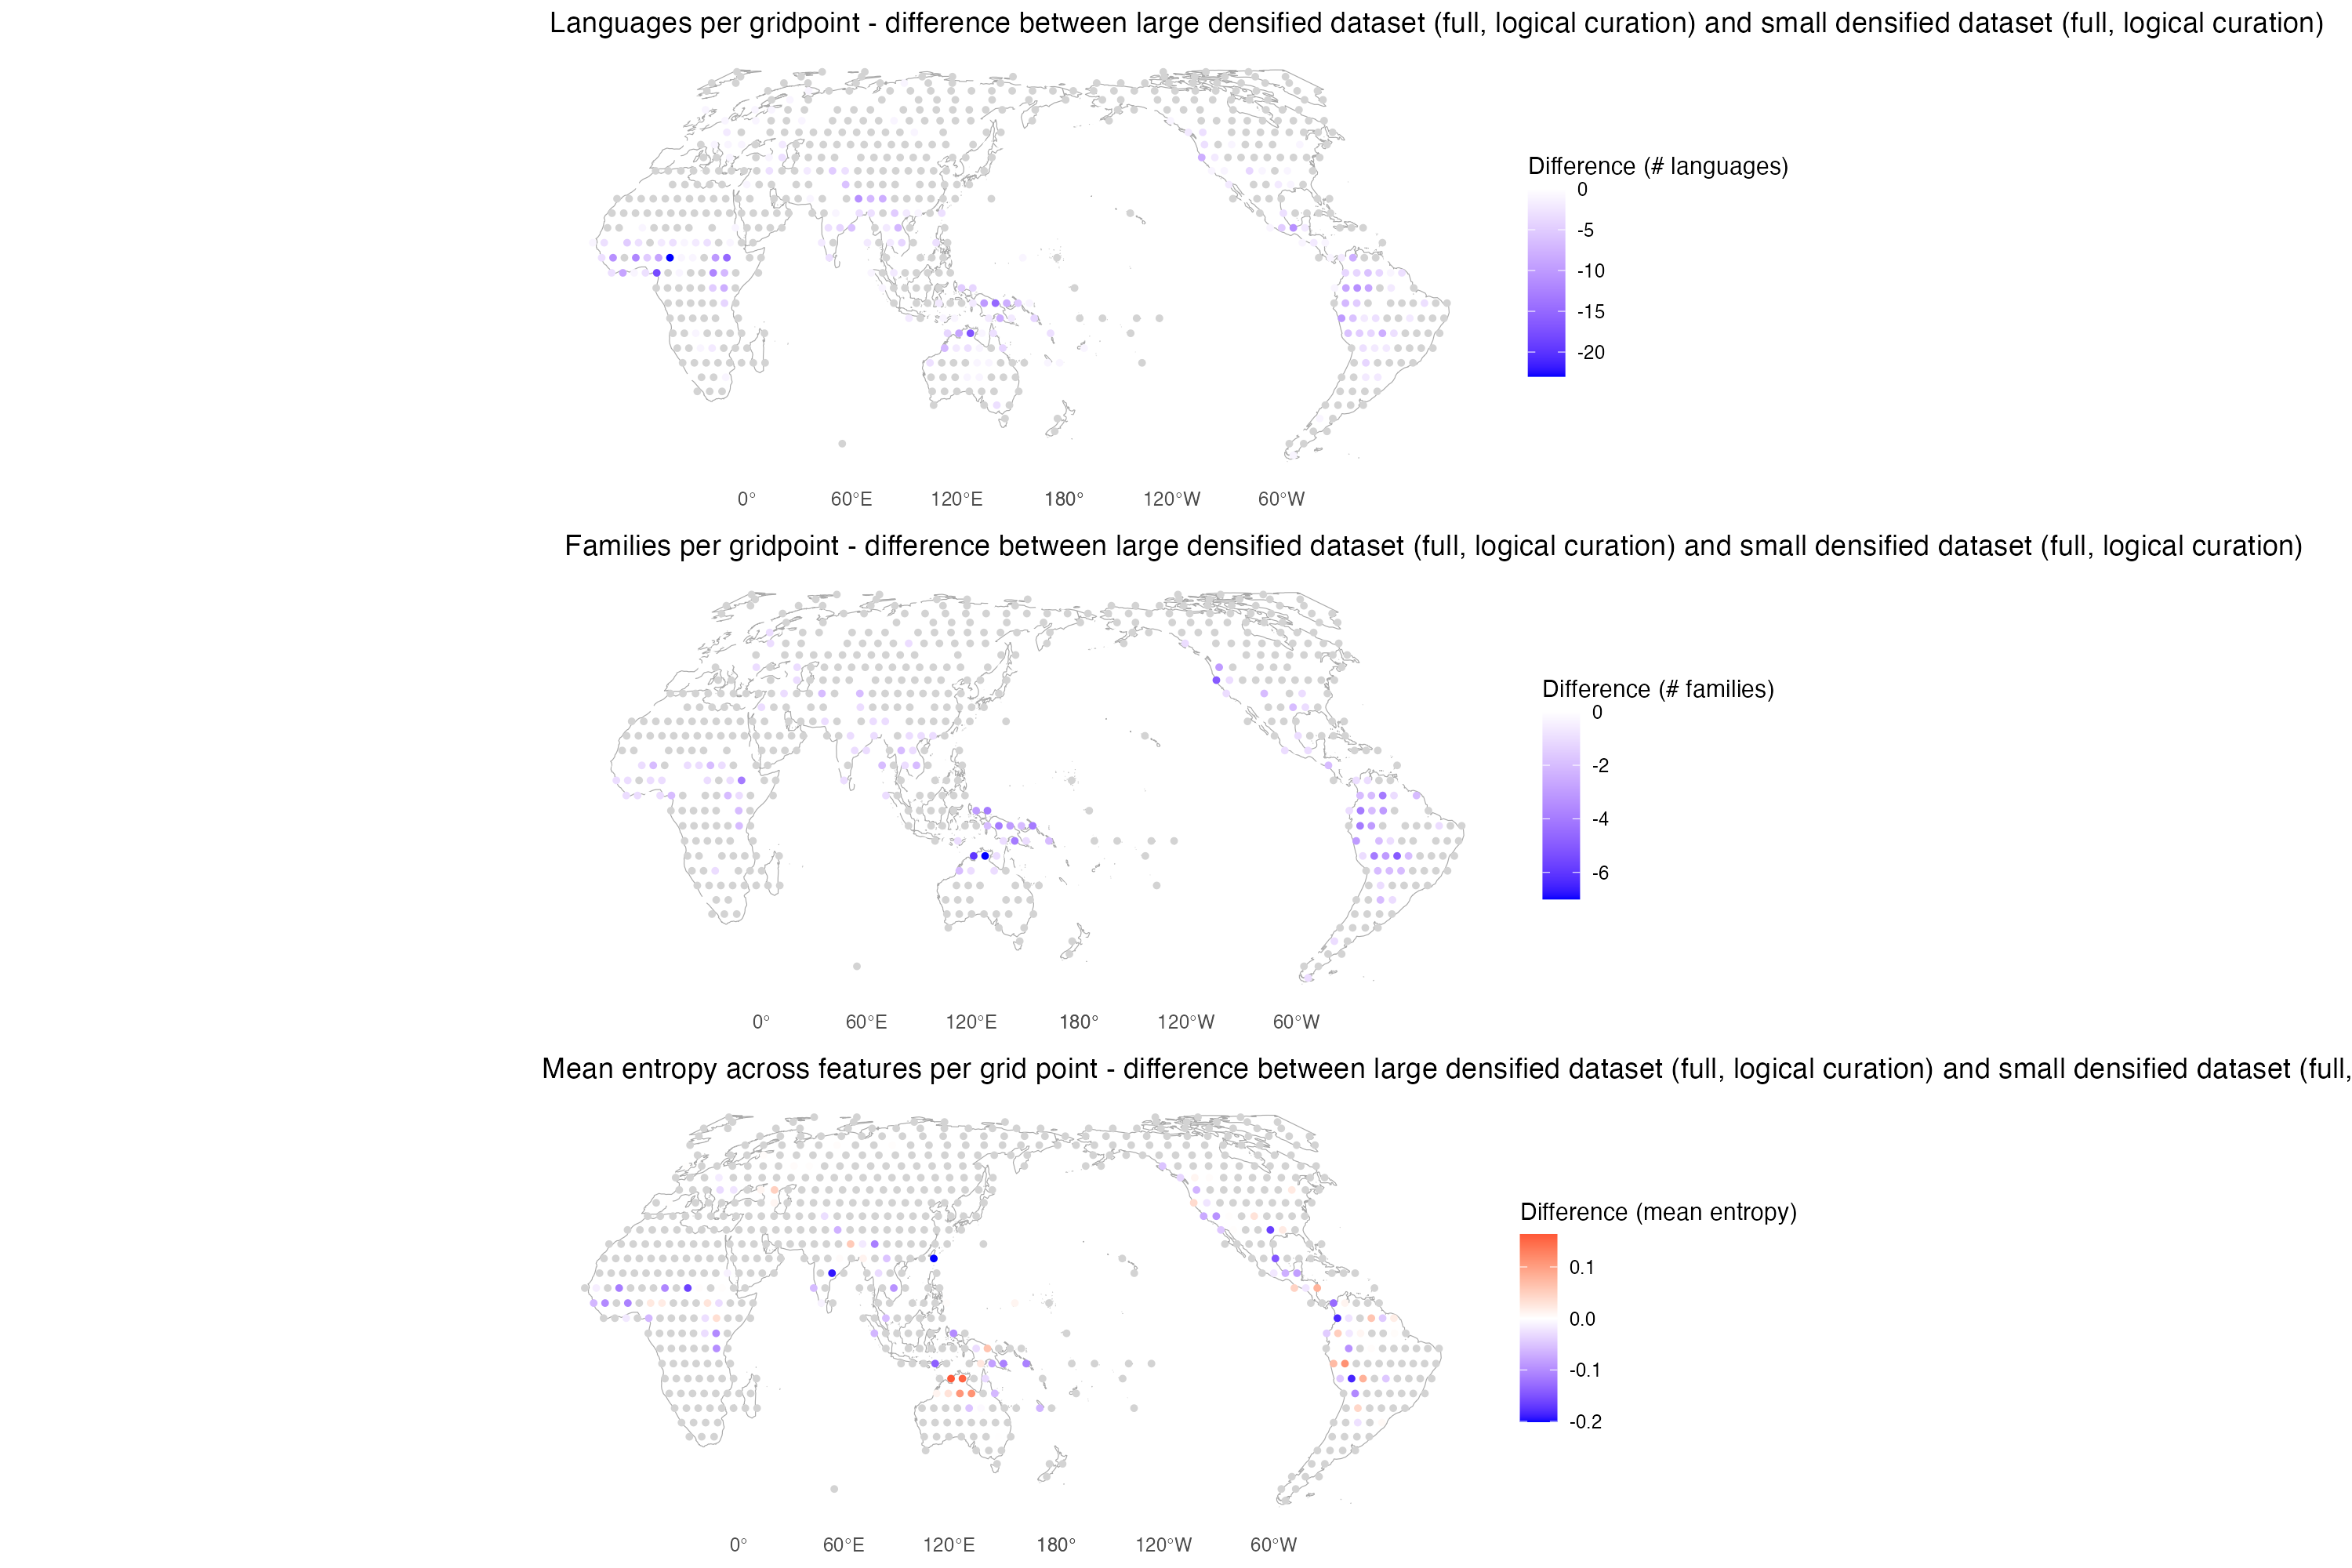 Languages per gridpoint - difference between large densified dataset (full, logical curation) and small densified dataset (full, logical curation)
Difference (# languages)
0
-5
-10
-15
-20
0° 60°E 120°E 180° 120°W 60°W
Families per gridpoint - difference between large densified dataset (full, logical curation) and small densified dataset (full, logical curation)
Difference (# families)
0
-2
-4
-6
0° 60°E 120°E 180° 120°W 60°W
Mean entropy across features per grid point - difference between large densified dataset (full, logical curation) and small densified dataset (full,
Difference (mean entropy)
0.1
0.0
-0.1
-0.2
0° 60°E 120°E 180° 120°W 60°W